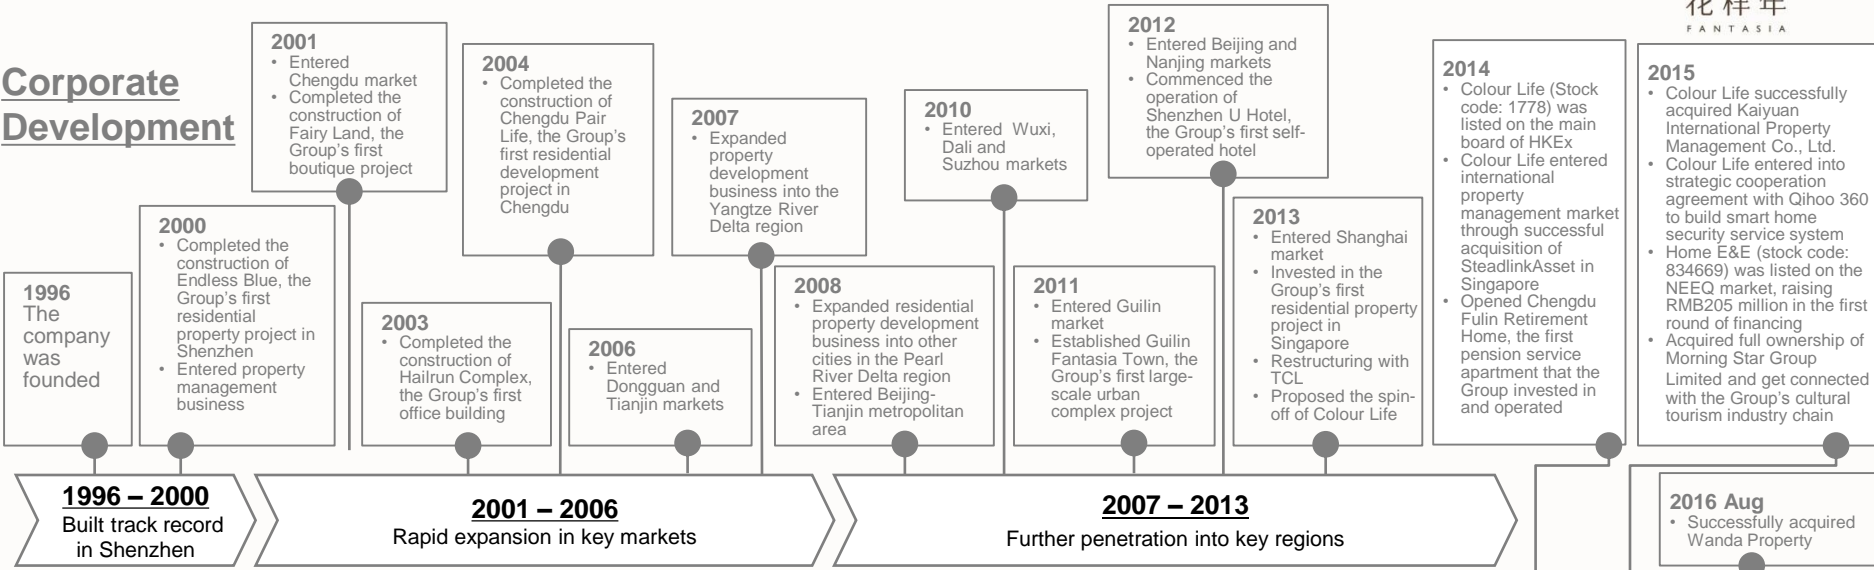 花样年
FANTASIA
Corporate
Development
1996
The
company
was
founded
2000
• Completed the
construction of
Endless Blue, the
Group's first
residential
property project in
Shenzhen
• Entered property
management
business
2001
• Entered
Chengdu market
• Completed the
construction of
Fairy Land, the
Group's first
boutique project
2003
• Completed the
construction of
Hailrun Complex,
the Group's first
office building
2004
• Completed the
construction of
Chengdu Pair
Life, the Group's
first residential
development
project in
Chengdu
2006
• Entered
Dongguan and
Tianjin markets
2007
• Expanded
property
development
business into the
Yangtze River
Delta region
2008
• Expanded residential
property development
business into other
cities in the Pearl
River Delta region
• Entered Beijing-
Tianjin metropolitan
area
2010
• Entered Wuxi,
Dali and
Suzhou markets
2011
• Entered Guilin
market
• Established Guilin
Fantasia Town, the
Group's first large-
scale urban
complex project
2012
• Entered Beijing and
Nanjing markets
• Commenced the
operation of
Shenzhen U Hotel,
the Group's first self-
operated hotel
2013
• Entered Shanghai
market
• Invested in the
Group's first
residential property
project in
Singapore
• Restructuring with
TCL
• Proposed the spin-
off of Colour Life
2014
• Colour Life (Stock
code: 1778) was
listed on the main
board of HKEx
• Colour Life entered
international
property
management market
through successful
acquisition of
SteadlinkAsset in
Singapore
• Opened Chengdu
Fulin Retirement
Home, the first
pension service
apartment that the
Group invested in
and operated
2015
• Colour Life successfully
acquired Kaiyuan
International Property
Management Co., Ltd.
• Colour Life entered into
strategic cooperation
agreement with Qihoo 360
to build smart home
security service system
• Home E&E (stock code:
834669) was listed on the
NEEQ market, raising
RMB205 million in the first
round of financing
• Acquired full ownership of
Morning Star Group
Limited and get connected
with the Group's cultural
tourism industry chain
2016 Aug
• Successfully acquired
Wanda Property
1996 – 2000
Built track record
in Shenzhen
2001 – 2006
Rapid expansion in key markets
2007 – 2013
Further penetration into key regions